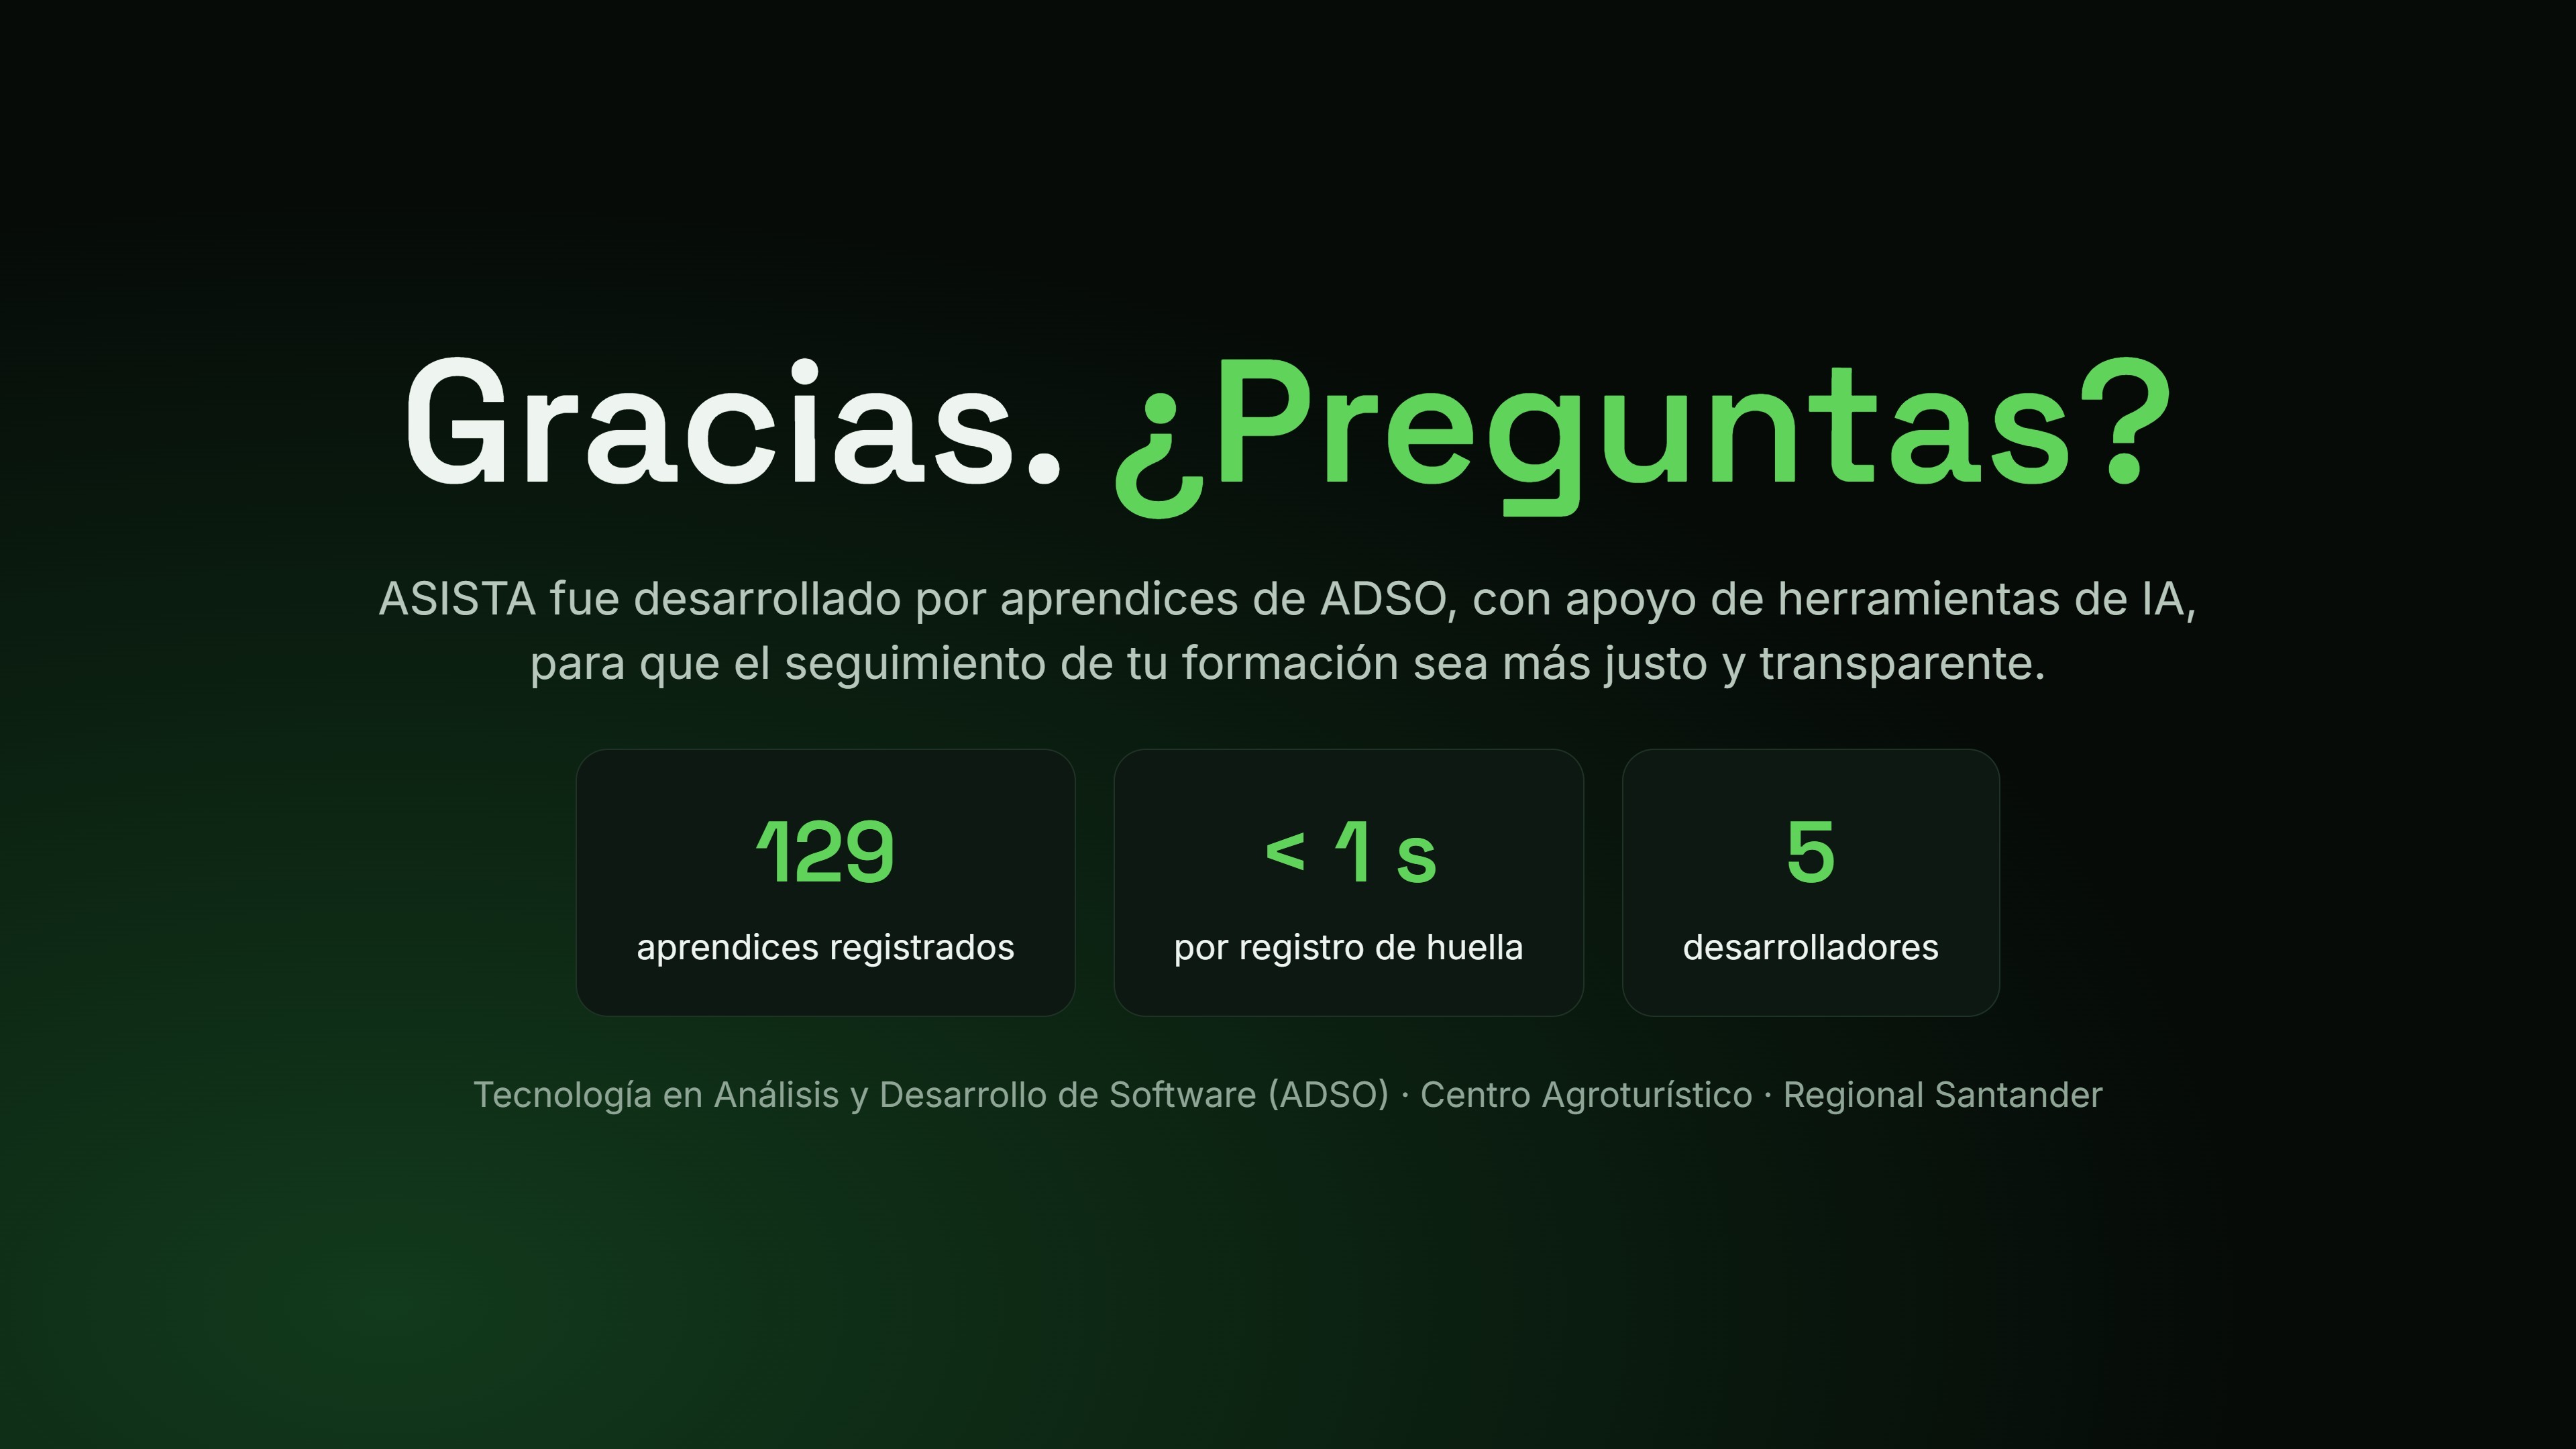 Gracias. ¿Preguntas?
ASISTA fue desarrollado por aprendices de ADSO, con apoyo de herramientas de IA,
para que el seguimiento de tu formación sea más justo y transparente.
129
aprendices registrados
< 1 s
por registro de huella
5
desarrolladores
Tecnología en Análisis y Desarrollo de Software (ADSO) · Centro Agroturístico · Regional Santander